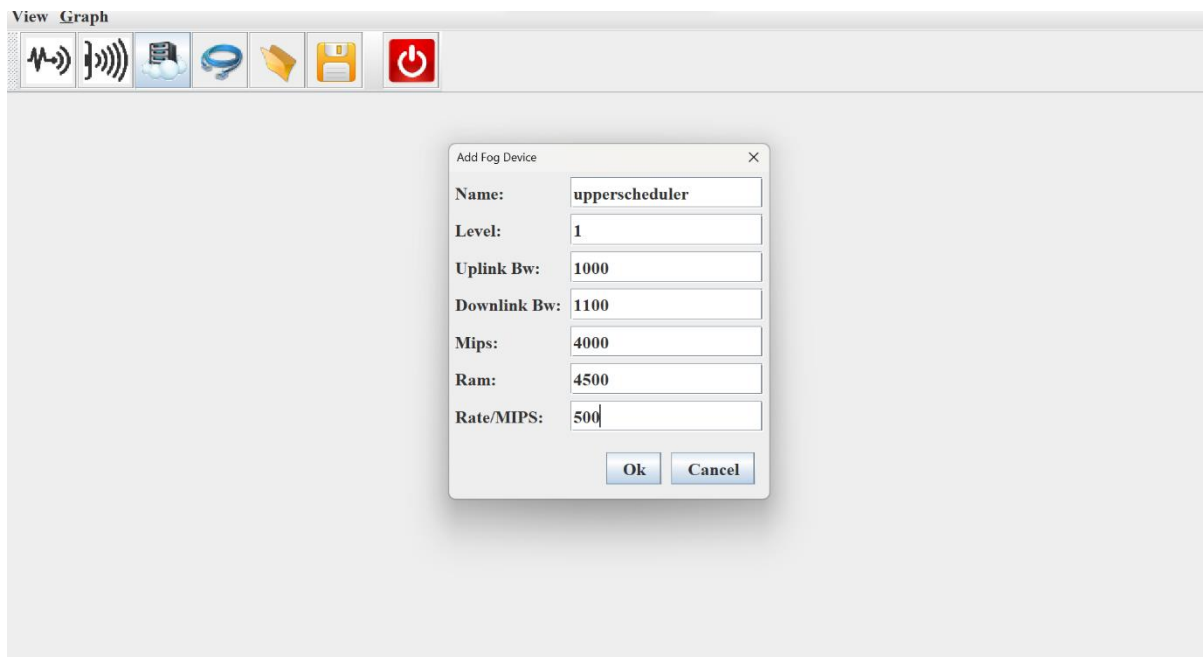 View Graph
Add Fog Device
Name: upperscheduler
Level: 1
Uplink Bw: 1000
Downlink Bw: 1100
Mips: 4000
Ram: 4500
Rate/MIPS: 500
Ok Cancel